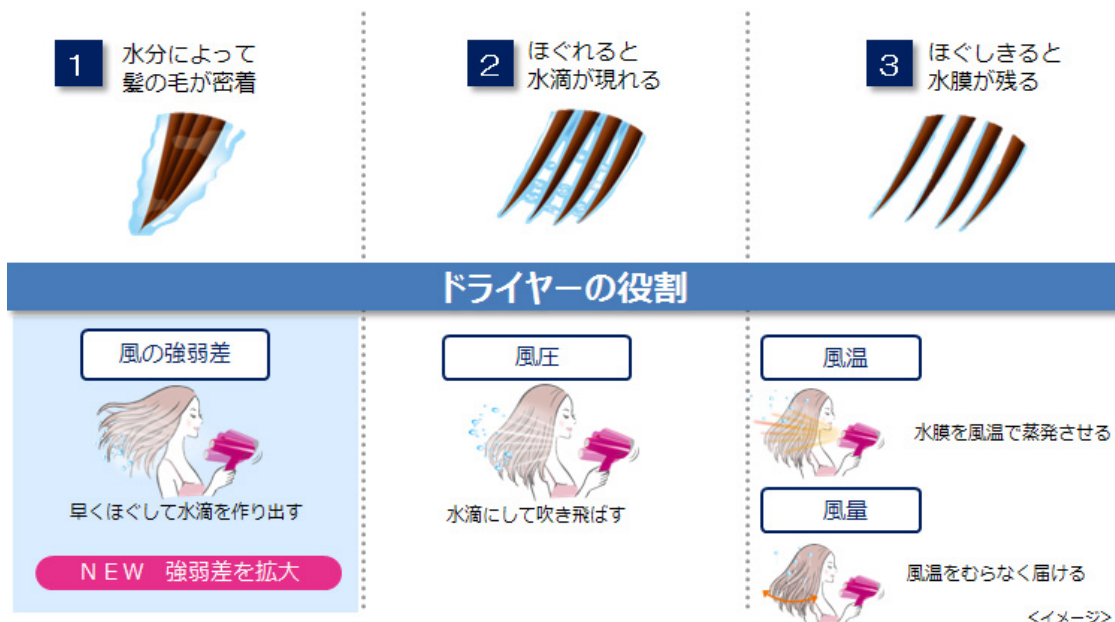 1
水分によって
髪の毛が密着
2
ほぐれると
水滴が現れる
3
ほぐしきると
水膜が残る
ドライヤーの役割
風の強弱差
早くほぐして水滴を作り出す
NEW 強弱差を拡大
風圧
水滴にして吹き飛ばす
風温
水膜を風温で蒸発させる
風量
風温をむらなく届ける
<イメージ>